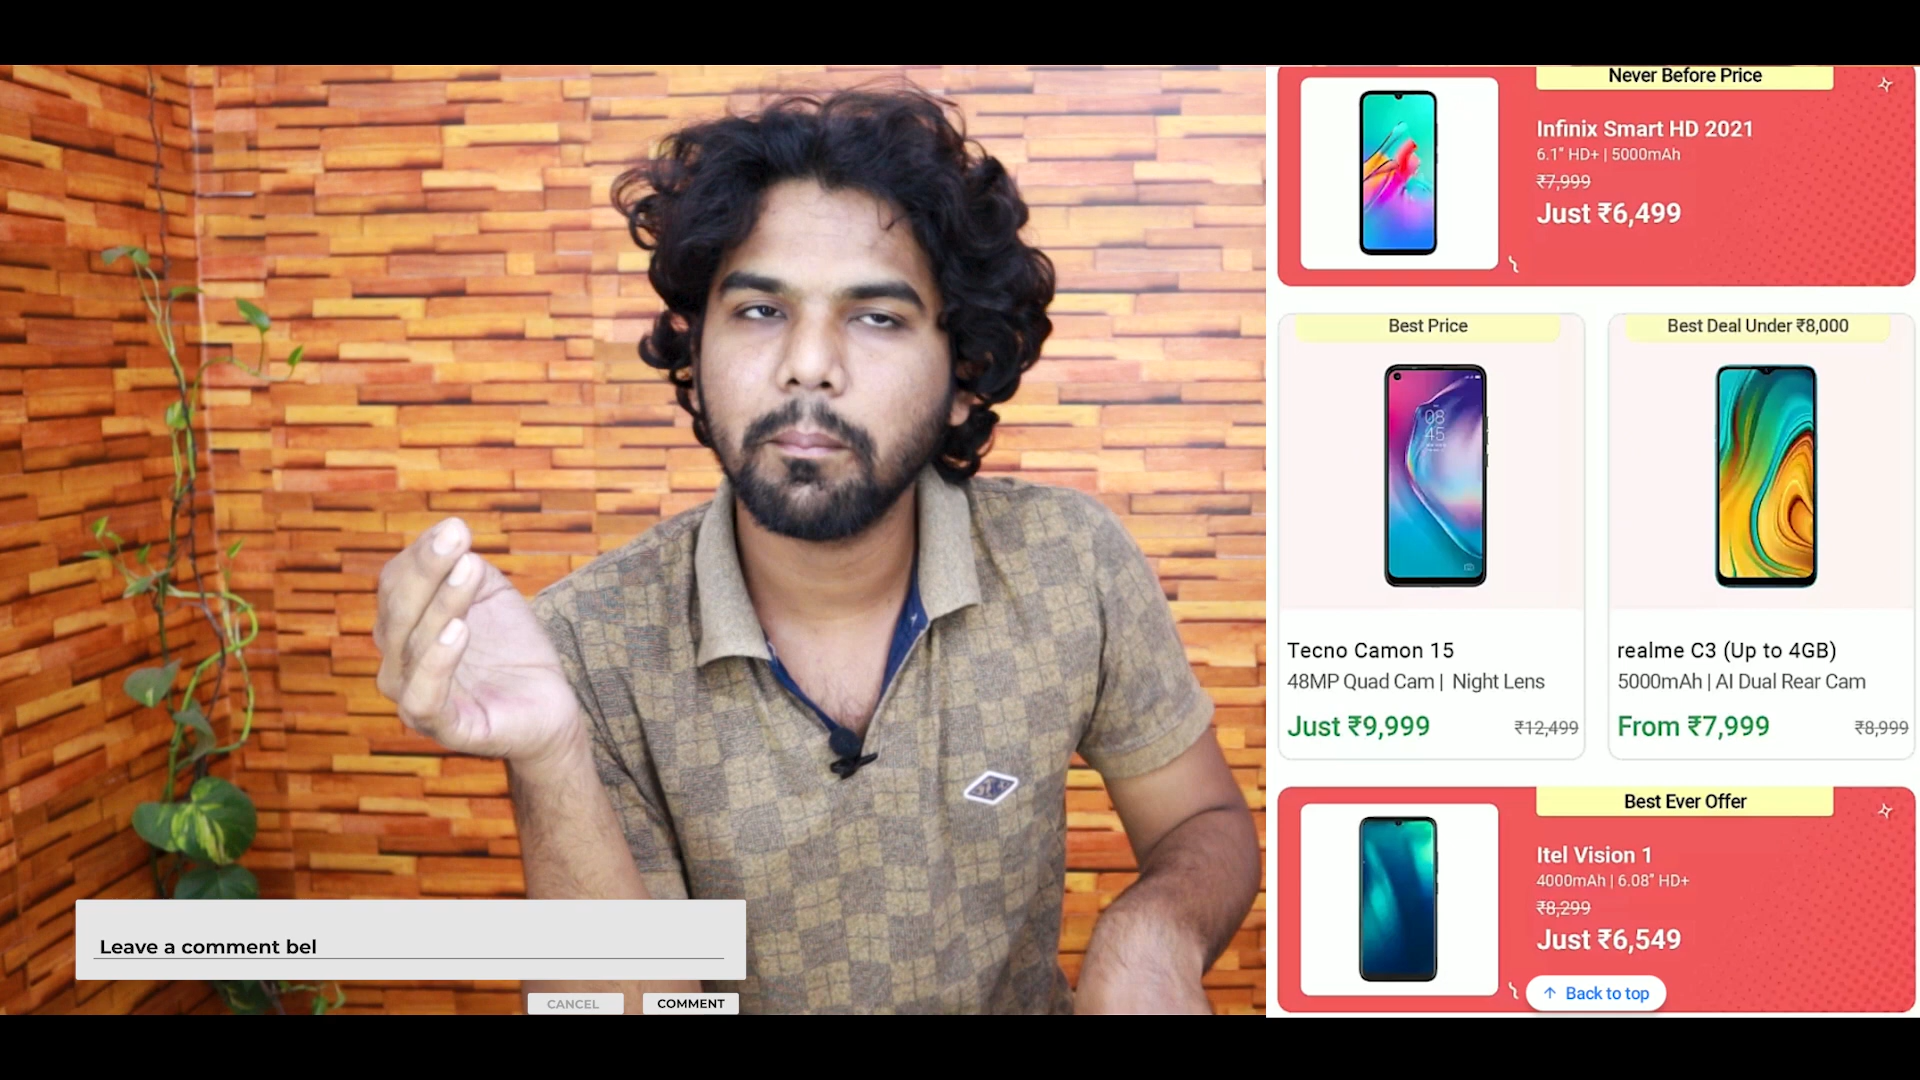 Never Before Price
Infinix Smart HD 2021
6.1" HD+ | 5000mAh
₹7,999
Just ₹6,499
Best Price
08
45
Tecno Camon 15
48MP Quad Cam | Night Lens
Just ₹9,999 ₹12,499
Best Deal Under ₹8,000
realme C3 (Up to 4GB)
5000mAh | AI Dual Rear Cam
From ₹7,999 ₹8,999
Best Ever Offer
Itel Vision 1
4000mAh | 6.08" HD+
₹8,299
Just ₹6,549
↑ Back to top
Leave a comment bel
CANCEL COMMENT